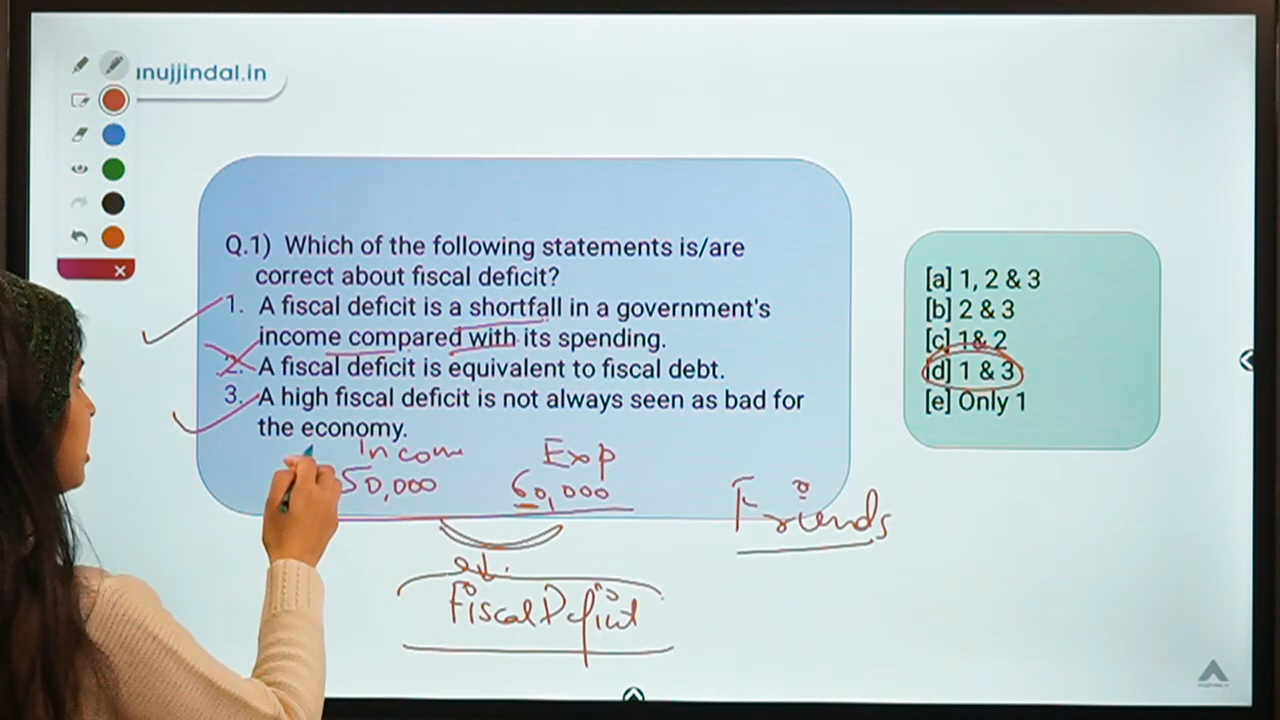 nujjindal.in
Q.1) Which of the following statements is/are
correct about fiscal deficit?
1. A fiscal deficit is a shortfall in a government's
income compared with its spending.
2. A fiscal deficit is equivalent to fiscal debt.
3. A high fiscal deficit is not always seen as bad for
the economy.
Incom Exp
50,000 60,000
Friends
Fiscal Deficit
[a] 1, 2 & 3
[b] 2 & 3
[c] 1& 2
[d] 1 & 3
[e] Only 1